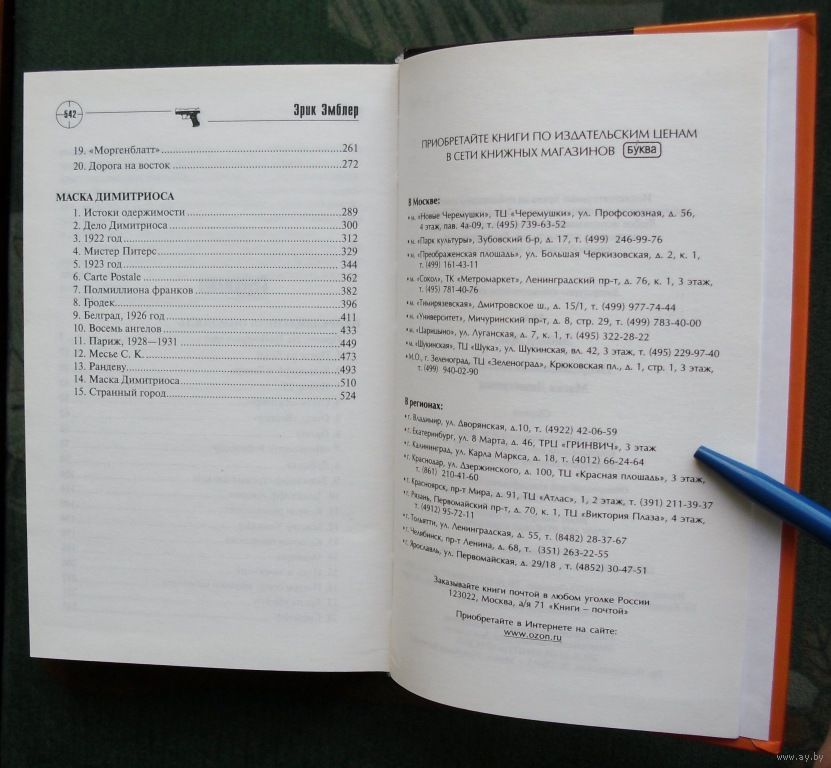 542
Эрик Эмблер
19. «Моргенблатт» 261
20. Дорога на восток 272
МАСКА ДИМИТРИОСА
1. Истоки одержимости 289
2. Дело Димитриоса 300
3. 1922 год 312
4. Мистер Питерс 329
5. 1923 год 344
6. Carte Postale 362
7. Полмиллиона франков 382
8. Гродек 396
9. Белград, 1926 год 411
10. Восемь ангелов 433
11. Париж, 1928—1931 449
12. Месье С. К. 473
13. Рандеву 493
14. Маска Димитриоса 510
15. Странный город 524
ПРИОБРЕТАЙТЕ КНИГИ ПО ИЗДАТЕЛЬСКИМ ЦЕНАМ
В СЕТИ КНИЖНЫХ МАГАЗИНОВ Буква
В Москве:
• м. «Новые Черемушки», ТЦ «Черемушки», ул. Профсоюзная, д. 56,
4 этаж, пав. 4а-09, т. (495) 739-63-52
• м. «Парк культуры», Зубовский б-р, д. 17, т. (499) 246-99-76
• м. «Преображенская площадь», ул. Большая Черкизовская, д. 2, к. 1,
т. (499) 161-43-11
• м. «Сокол», ТК «Метромаркет», Ленинградский пр-т, д. 76, к. 1, 3 этаж,
т. (495) 781-40-76
• м. «Тимирязевская», Дмитровское ш., д. 15/1, т. (499) 977-74-44
• м. «Университет», Мичуринский пр-т, д. 8, стр. 29, т. (499) 783-40-00
• м. «Царицыно», ул. Луганская, д. 7, к. 1, т. (495) 322-28-22
• м. «Щукинская», ТЦ «Щука», ул. Щукинская, вл. 42, 3 этаж, т. (495) 229-97-40
• М.О., г. Зеленоград, ТЦ «Зеленоград», Крюковская пл., д. 1, стр. 1, 3 этаж,
т. (499) 940-02-90
В регионах:
• г. Владимир, ул. Дворянская, д.10, т. (4922) 42-06-59
• г. Екатеринбург, ул. 8 Марта, д. 46, ТРЦ «ГРИНВИЧ», 3 этаж
• г. Калининград, ул. Карла Маркса, д. 18, т. (4012) 66-24-64
• г. Краснодар, ул. Дзержинского, д. 100, ТЦ «Красная площадь», 3 этаж,
т. (861) 210-41-60
• г. Красноярск, пр-т Мира, д. 91, ТЦ «Атлас», 1, 2 этаж, т. (391) 211-39-37
• г. Рязань, Первомайский пр-т, д. 70, к. 1, ТЦ «Виктория Плаза», 4 этаж,
т. (4912) 95-72-11
• г. Тольятти, ул. Ленинградская, д. 55, т. (8482) 28-37-67
• г. Челябинск, пр-т Ленина, д. 68, т. (351) 263-22-55
• г. Ярославль, ул. Первомайская, д. 29/18 , т. (4852) 30-47-51
Заказывайте книги почтой в любом уголке России
123022, Москва, а/я 71 «Книги – почтой»
Приобретайте в Интернете на сайте:
www.ozon.ru
www.ay.by